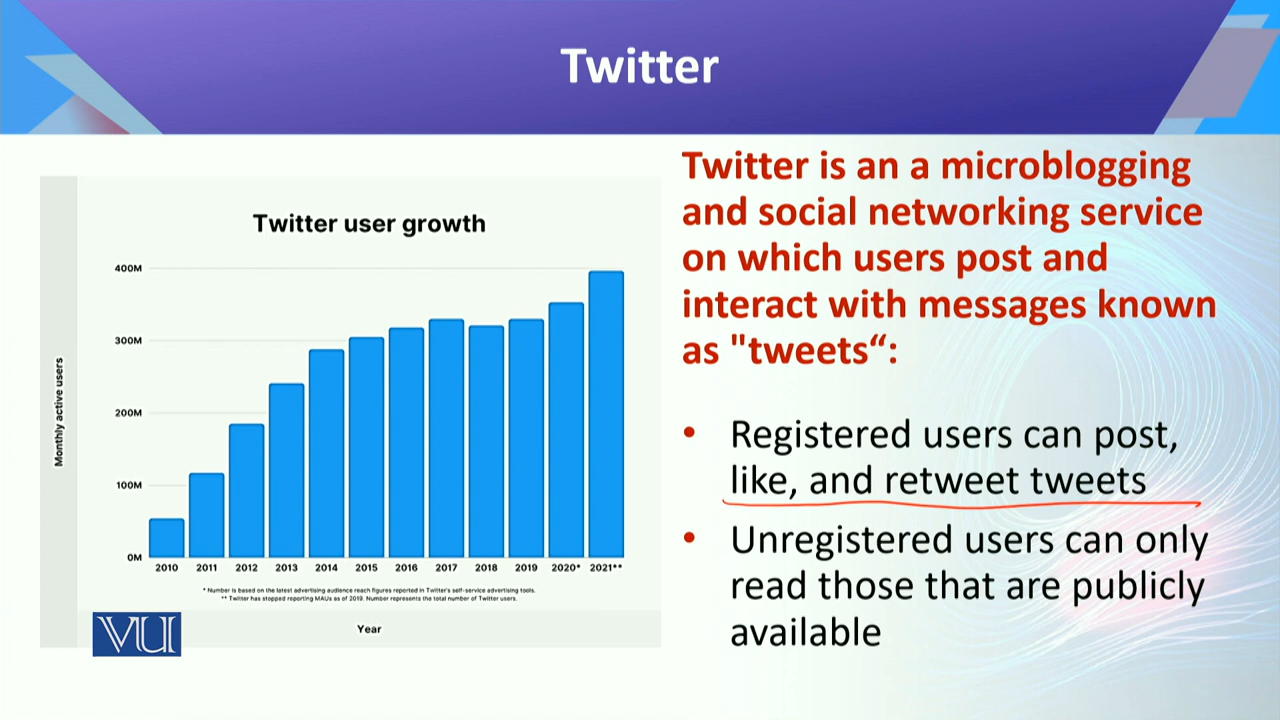 Twitter
Twitter user growth
400M
300M
200M
100M
0M
Monthly active users
2010 2011 2012 2013 2014 2015 2016 2017 2018 2019 2020* 2021**
* Number is based on the latest advertising audience reach figures reported in Twitter's self-service advertising tools.
** Twitter has stopped reporting MAUs as of 2019. Number represents the total number of Twitter users.
Year
VU
Twitter is an a microblogging
and social networking service
on which users post and
interact with messages known
as "tweets“:
• Registered users can post,
like, and retweet tweets
• Unregistered users can only
read those that are publicly
available